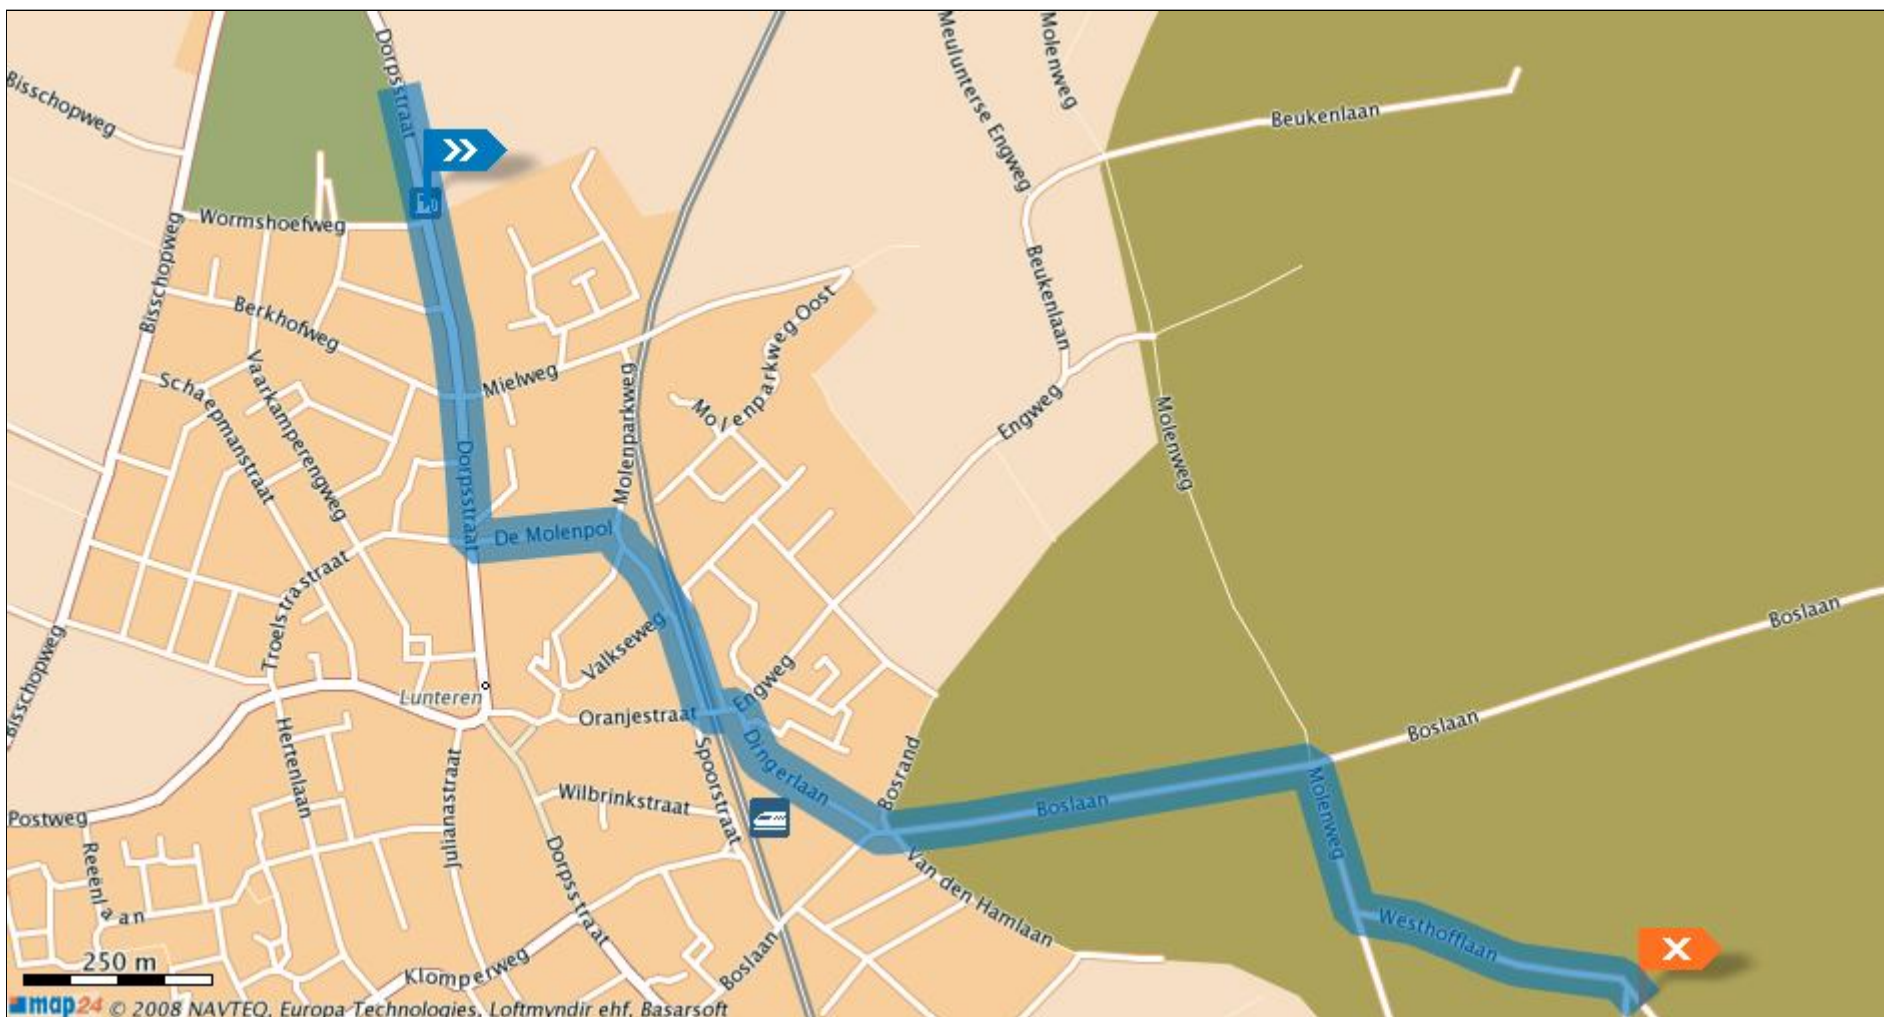 Dorpsstraat
Meulunterse Engweg
Molenweg
Bisschopweg
Beukenlaan
Dorpsstraat
Wormshoefweg
Bisschopweg
Beukenlaan
Berkhofweg
Molenparkweg Oost
Mielweg
Schaepmanstraat
Vaarkamperengweg
Molenparkweg
Engweg
Molenweg
Dorpsstraat
De Molenpol
Troelstrastraat
Boslaan
Bisschopweg
Valkseweg
Engweg
Lunteren
Oranjestraat
Boslaan
Hertenlaan
Dingerlaan
Spoorstraat
Bosrand
Julianastraat
Wilbrinkstraat
Boslaan
Molenweg
Postweg
Reeënlaan
Dorpsstraat
Van den Hamlaan
Westhofflaan
Klomperweg
Boslaan
250 m
map24 © 2008 NAVTEQ, Europa Technologies, Loftmyndir ehf, Basarsoft